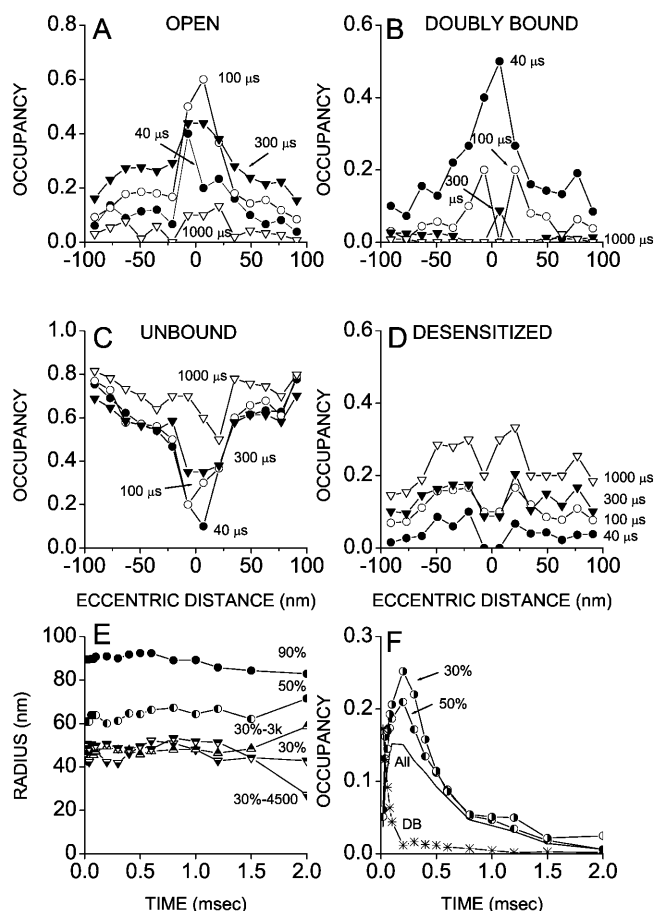 A OPEN
B DOUBLY BOUND
OCCUPANCY
0.6
0.4
0.2
0.0
100 µs
40 µs
300 µs
1000 µs
-100 -50 0 50 100
OCCUPANCY
0.6
0.4
0.2
0.0
40 µs
100 µs
300 µs
1000 µs
-100 -50 0 50 100
C UNBOUND
D DESENSITIZED
OCCUPANCY
1.0
0.8
0.6
0.4
0.2
0.0
1000 µs
300 µs
100 µs
40 µs
-100 -50 0 50 100
ECCENTRIC DISTANCE (nm)
OCCUPANCY
0.6
0.4
0.2
0.0
1000 µs
300 µs
100 µs
40 µs
-100 -50 0 50 100
ECCENTRIC DISTANCE (nm)
E
RADIUS (nm)
100
80
60
40
20
0
90%
50%
30%-3k
30%
30%-4500
0.0 0.5 1.0 1.5 2.0
TIME (msec)
F
OCCUPANCY
0.3
0.2
0.1
0.0
30%
50%
All
DB
0.0 0.5 1.0 1.5 2.0
TIME (msec)